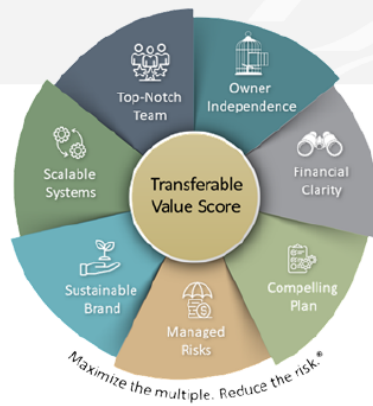 Top-Notch
Team
Owner
Independence
Financial
Clarity
Compelling
Plan
Managed
Risks
Sustainable
Brand
Scalable
Systems
Transferable
Value Score
Maximize the multiple. Reduce the risk.®